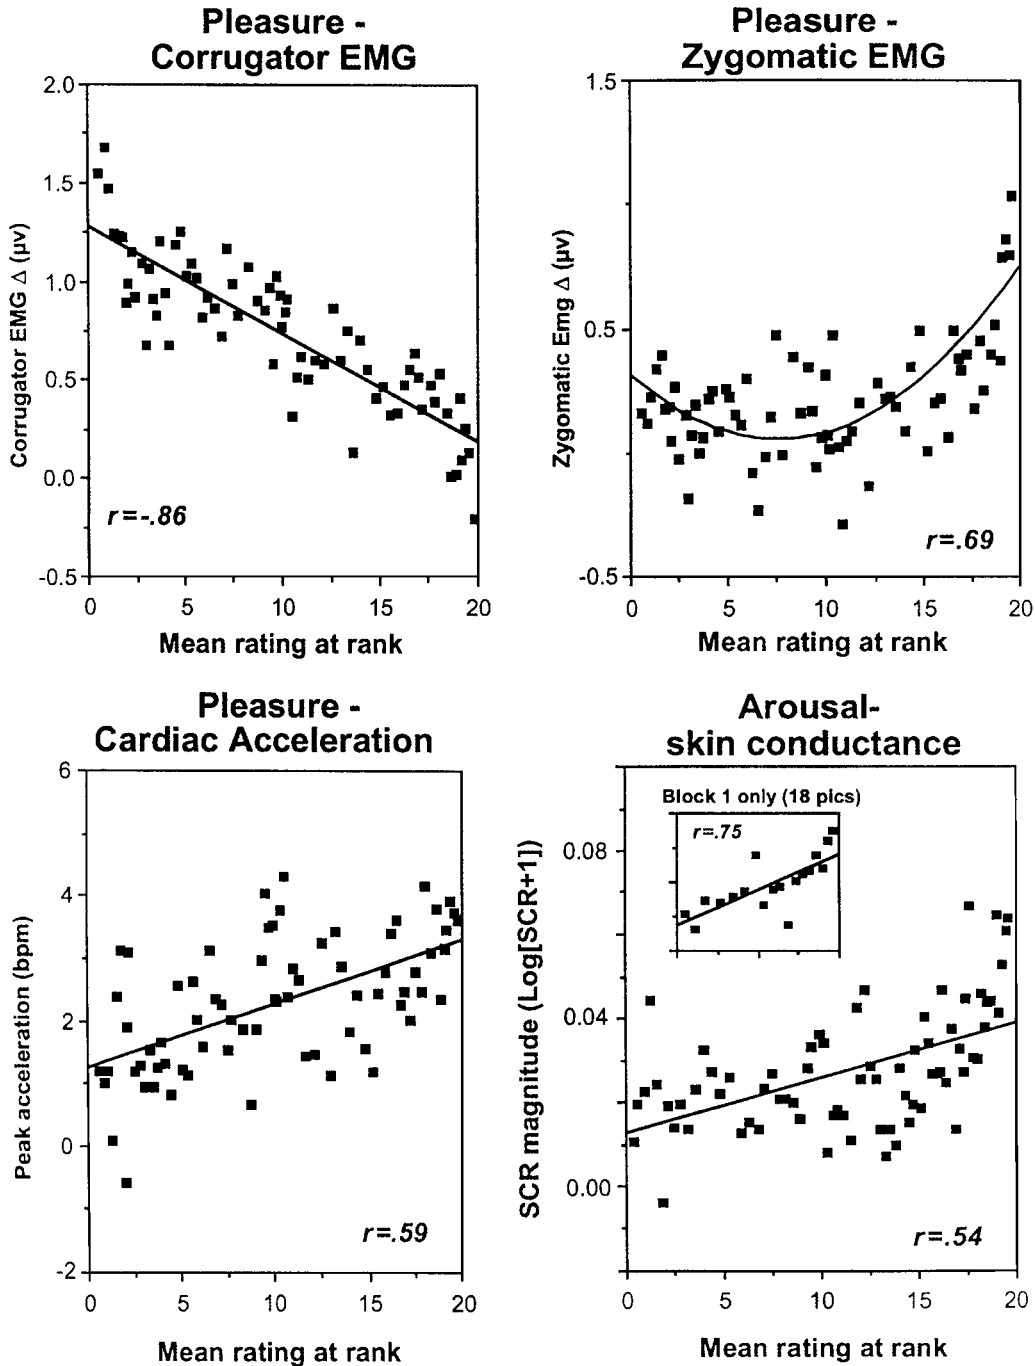 Pleasure -
Corrugator EMG
2.0
1.5
1.0
0.5
0.0
-0.5
Corrugator EMG Δ (μv)
r=-.86
0 5 10 15 20
Mean rating at rank
Pleasure -
Zygomatic EMG
1.5
0.5
-0.5
Zygomatic Emg Δ (μv)
r=.69
0 5 10 15 20
Mean rating at rank
Pleasure -
Cardiac Acceleration
6
4
2
0
-2
Peak acceleration (bpm)
r=.59
0 5 10 15 20
Mean rating at rank
Arousal-
skin conductance
Block 1 only (18 pics)
r=.75
0.08
0.04
0.00
SCR magnitude (Log[SCR+1])
r=.54
0 5 10 15 20
Mean rating at rank